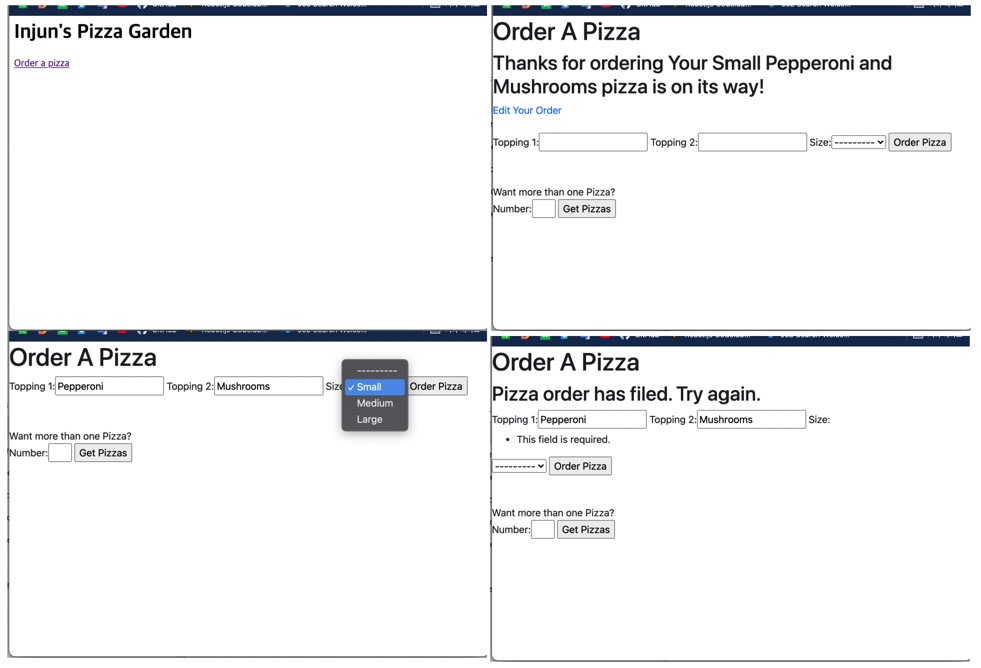 Injun's Pizza Garden
Order a pizza
Order A Pizza
Thanks for ordering Your Small Pepperoni and
Mushrooms pizza is on its way!
Edit Your Order
Topping 1: Topping 2: Size: --------- Order Pizza
Want more than one Pizza?
Number: Get Pizzas
Order A Pizza
Topping 1: Pepperoni Topping 2: Mushrooms Size Order Pizza
---------
✓ Small
Medium
Large
Want more than one Pizza?
Number: Get Pizzas
Order A Pizza
Pizza order has filed. Try again.
Topping 1: Pepperoni Topping 2: Mushrooms Size:
• This field is required.
--------- Order Pizza
Want more than one Pizza?
Number: Get Pizzas